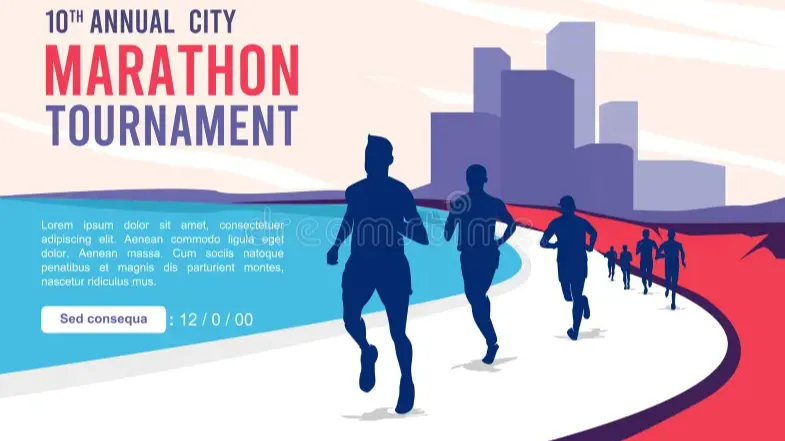 10TH ANNUAL CITY
MARATHON
TOURNAMENT
Lorem ipsum dolor sit amet, consectetuer
adipiscing elit. Aenean commodo ligula eget
dolor. Aenean massa. Cum sociis natoque
penatibus et magnis dis parturient montes,
nascetur ridiculus mus.
Sed consequa : 12 / 0 / 00
dreamstime